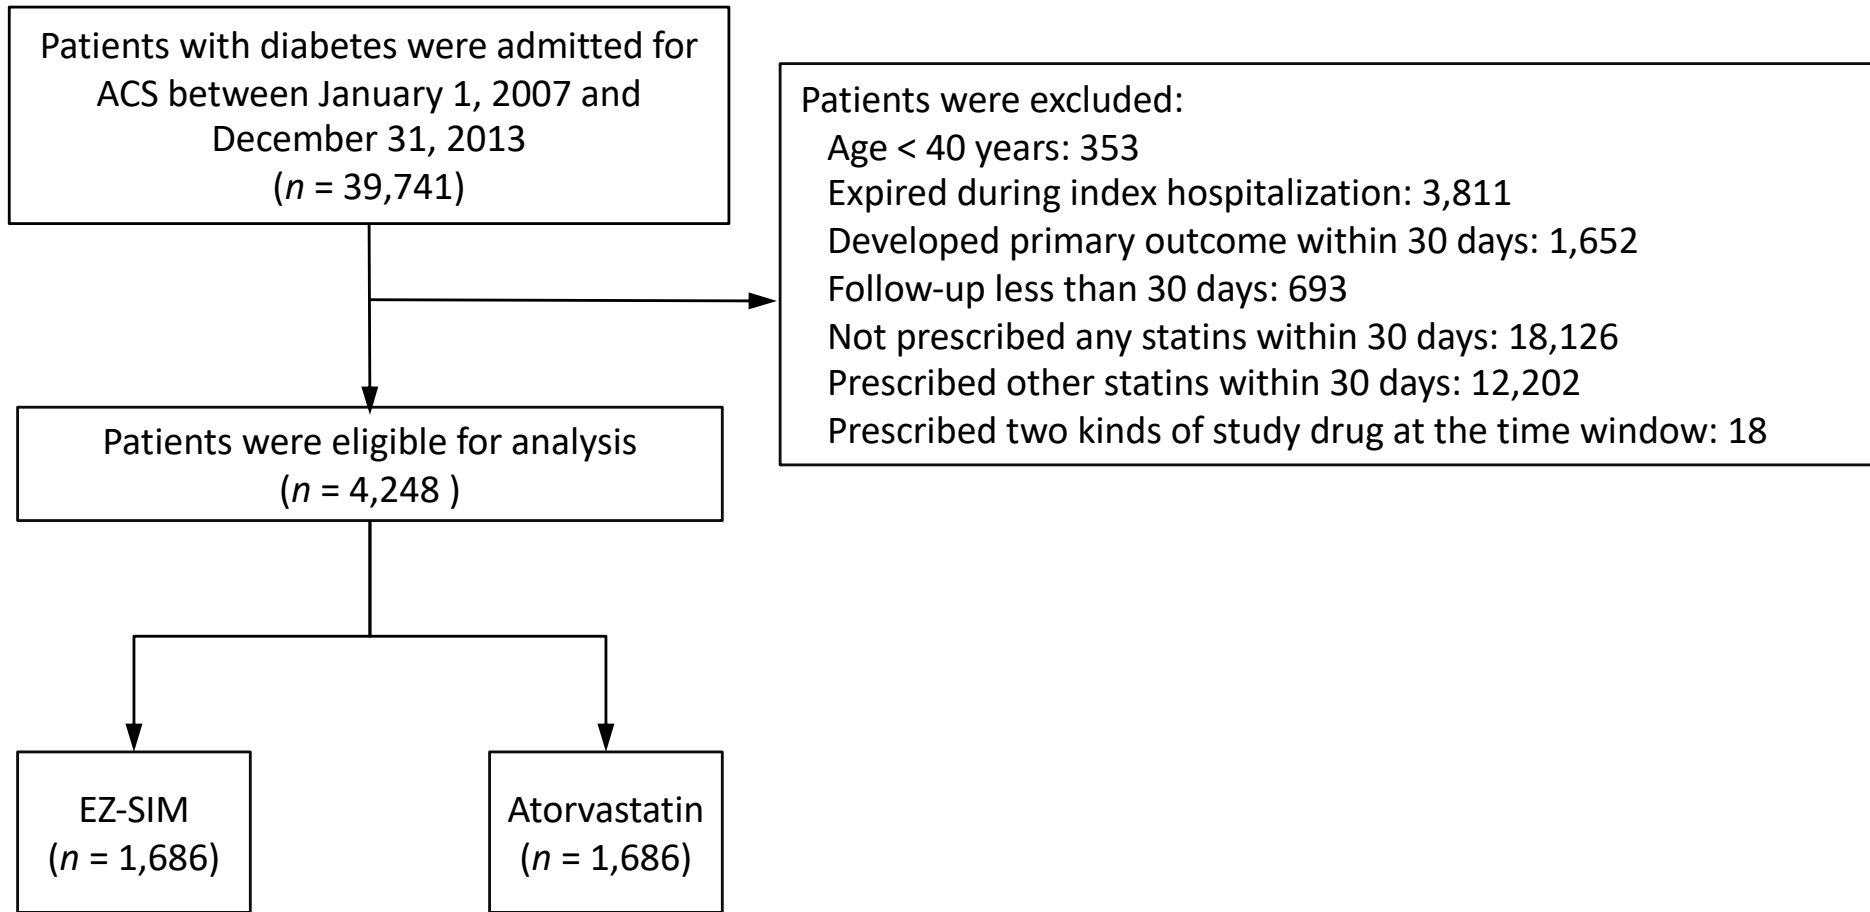 Patients with diabetes were admitted for
ACS between January 1, 2007 and
December 31, 2013
(n = 39,741)
Patients were excluded:
Age < 40 years: 353
Expired during index hospitalization: 3,811
Developed primary outcome within 30 days: 1,652
Follow-up less than 30 days: 693
Not prescribed any statins within 30 days: 18,126
Prescribed other statins within 30 days: 12,202
Prescribed two kinds of study drug at the time window: 18
Patients were eligible for analysis
(n = 4,248 )
EZ-SIM
(n = 1,686)
Atorvastatin
(n = 1,686)